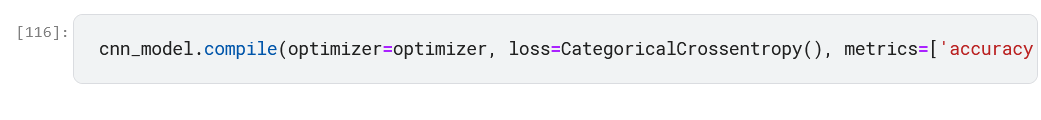 [116]:
cnn_model.compile(optimizer=optimizer, loss=CategoricalCrossentropy(), metrics=['accuracy